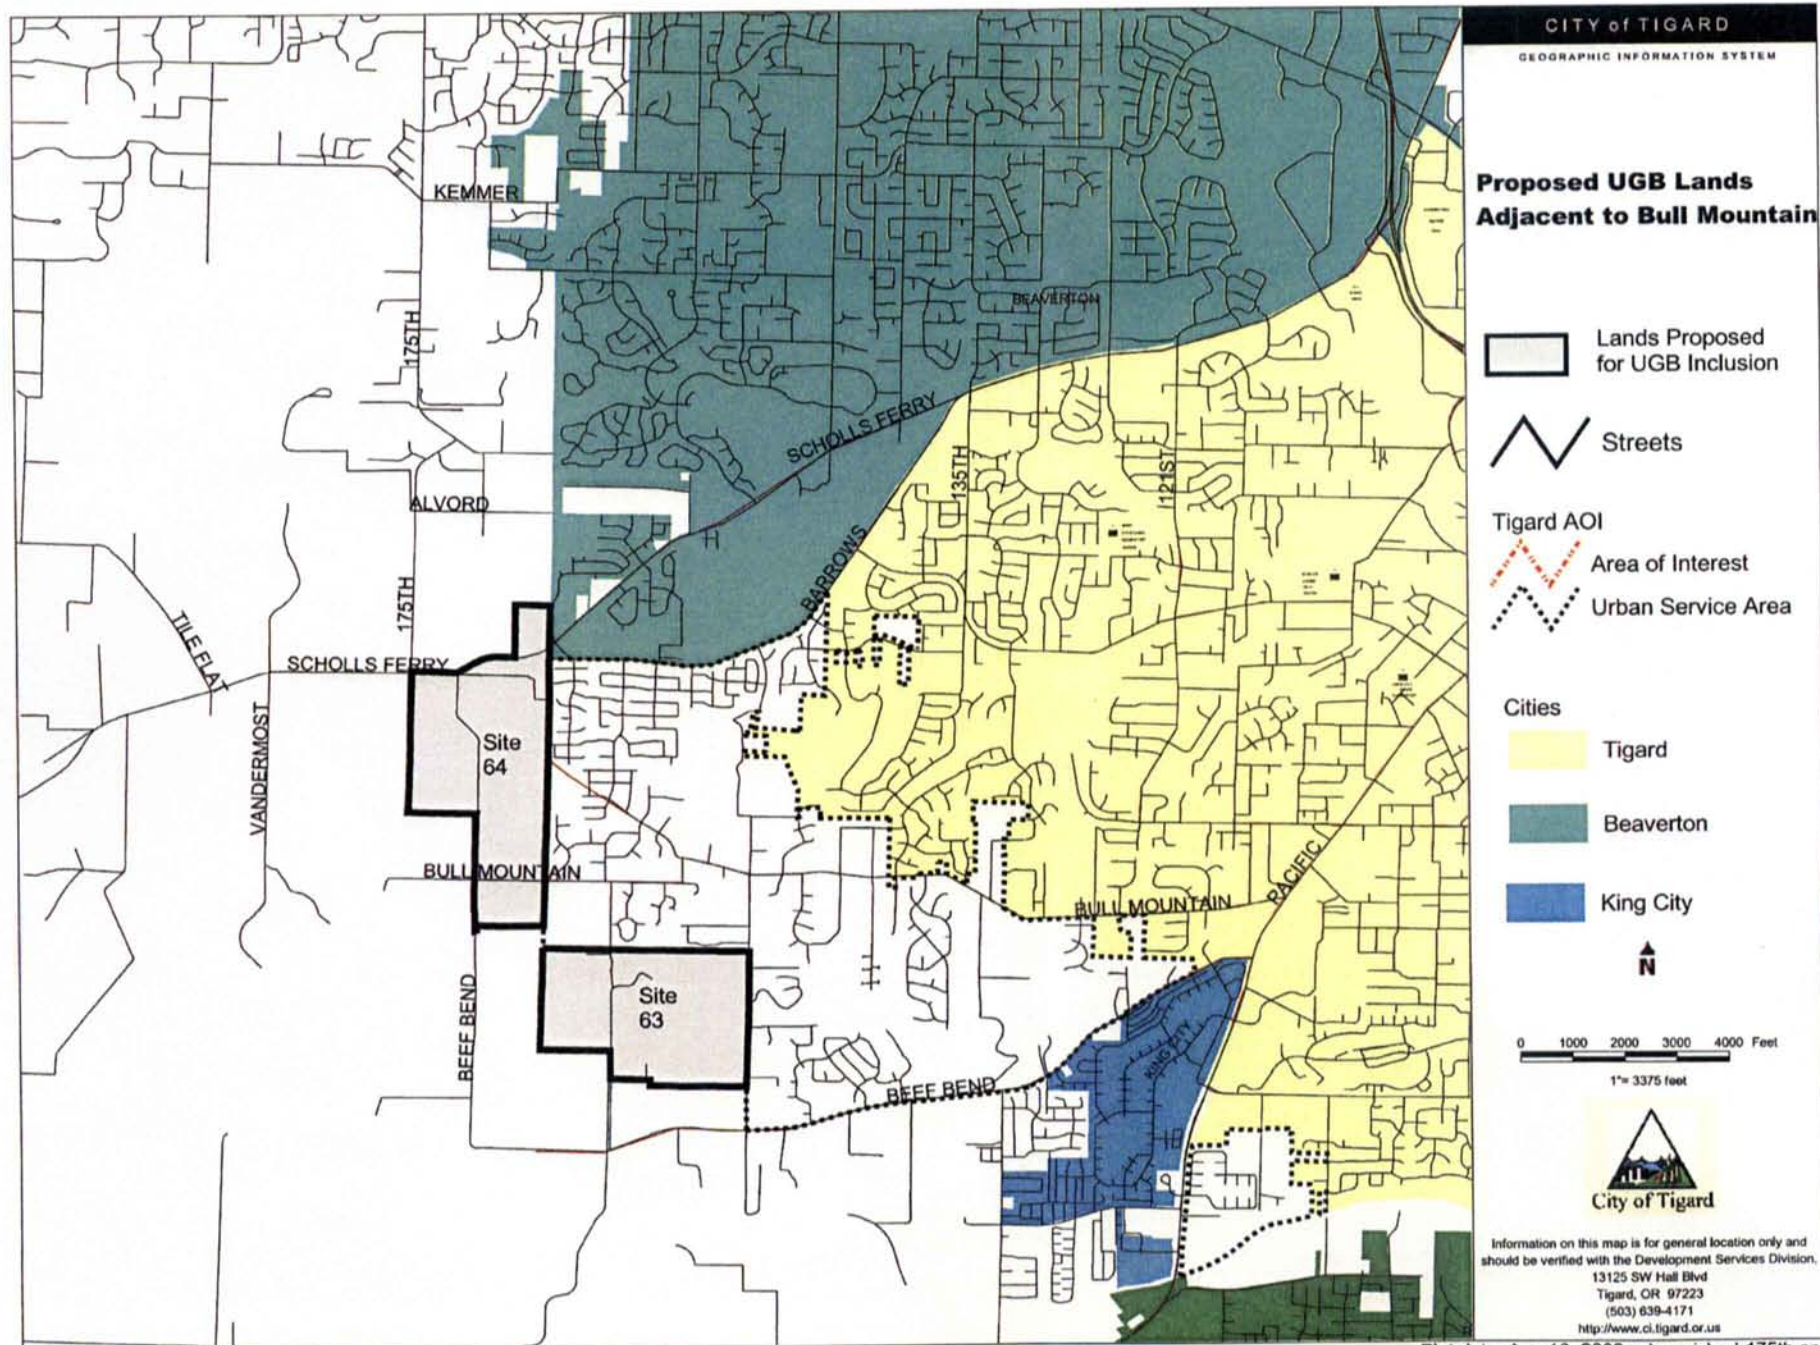 CITY of TIGARD
GEOGRAPHIC INFORMATION SYSTEM
Proposed UGB Lands
Adjacent to Bull Mountain
Lands Proposed
for UGB Inclusion
Streets
Tigard AOI
Area of Interest
Urban Service Area
Cities
Tigard
Beaverton
King City
N
0 1000 2000 3000 4000 Feet
1"= 3375 feet
City of Tigard
Information on this map is for general location only and
should be verified with the Development Services Division.
13125 SW Hall Blvd
Tigard, OR 97223
(503) 639-4171
http://www.ci.tigard.or.us
KEMMER
175TH
BEAVERTON
SCHOLLS FERRY
135TH
121ST
ALVORD
BARROWS
175TH
TILE FLAT
SCHOLLS FERRY
VANDERMOST
Site
64
BULL MOUNTAIN
BULL MOUNTAIN
PACIFIC
BEEF BEND
Site
63
KING CITY
BEEF BEND